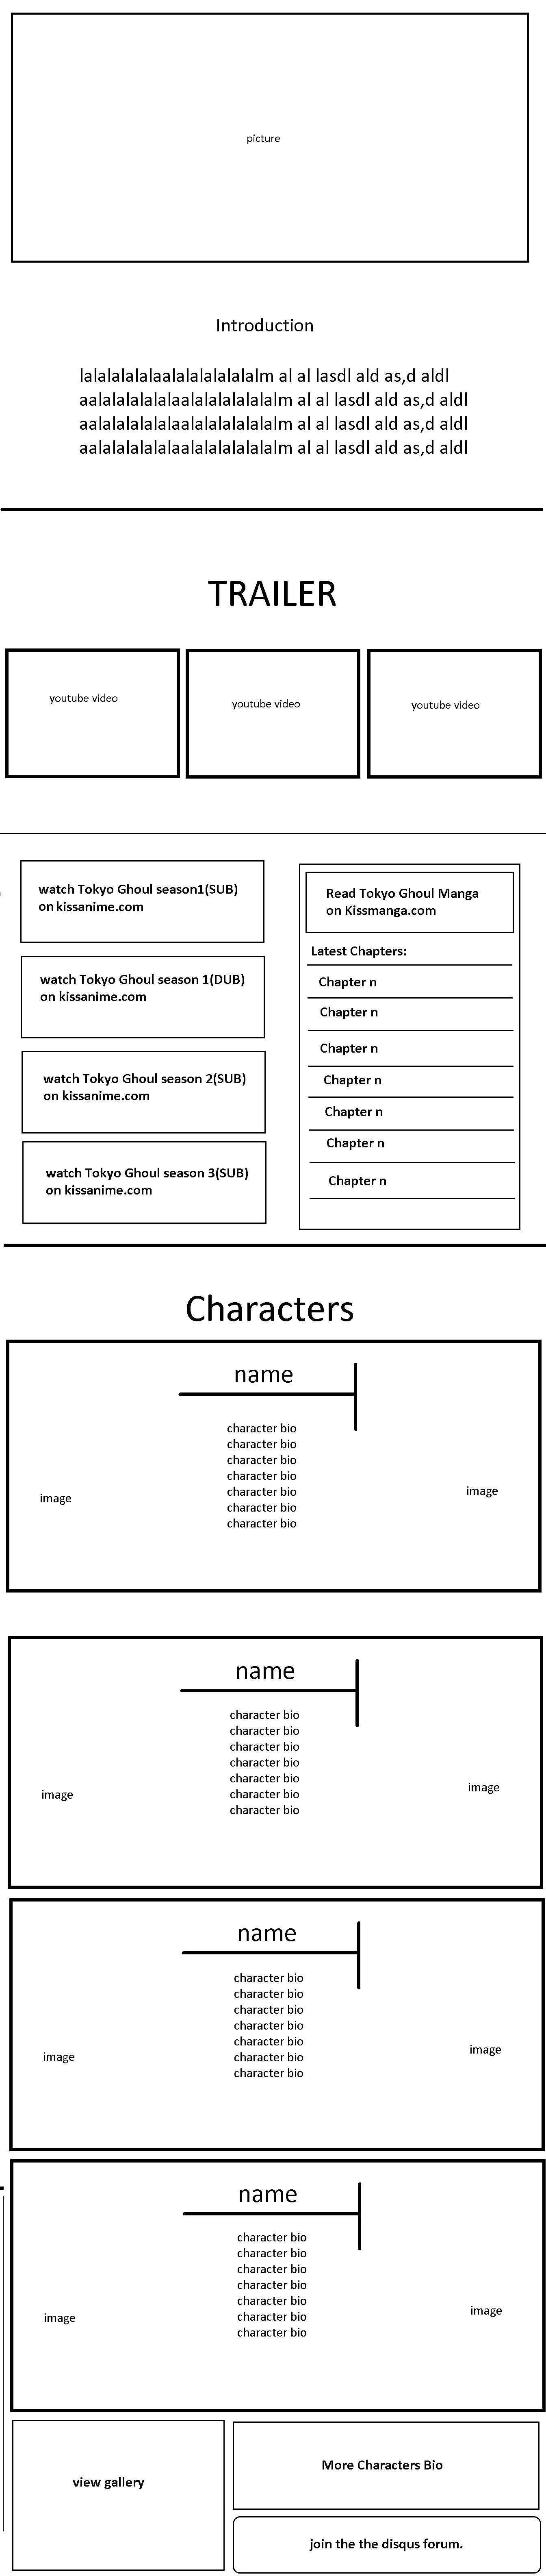 picture
Introduction
lalalalalalaalalalalalalalm al al lasdl ald as,d aldl
aalalalalalalaalalalalalalalm al al lasdl ald as,d aldl
aalalalalalalaalalalalalalalm al al lasdl ald as,d aldl
aalalalalalalaalalalalalalalm al al lasdl ald as,d aldl
TRAILER
youtube video
youtube video
youtube video
watch Tokyo Ghoul season1(SUB)
on kissanime.com
watch Tokyo Ghoul season 1(DUB)
on kissanime.com
watch Tokyo Ghoul season 2(SUB)
on kissanime.com
watch Tokyo Ghoul season 3(SUB)
on kissanime.com
Read Tokyo Ghoul Manga
on Kissmanga.com
Latest Chapters:
Chapter n
Chapter n
Chapter n
Chapter n
Chapter n
Chapter n
Chapter n
Characters
name
character bio
character bio
character bio
character bio
character bio
character bio
character bio
image
image
name
character bio
character bio
character bio
character bio
character bio
character bio
character bio
image
image
name
character bio
character bio
character bio
character bio
character bio
character bio
character bio
image
image
name
character bio
character bio
character bio
character bio
character bio
character bio
character bio
image
image
view gallery
More Characters Bio
join the the disqus forum.